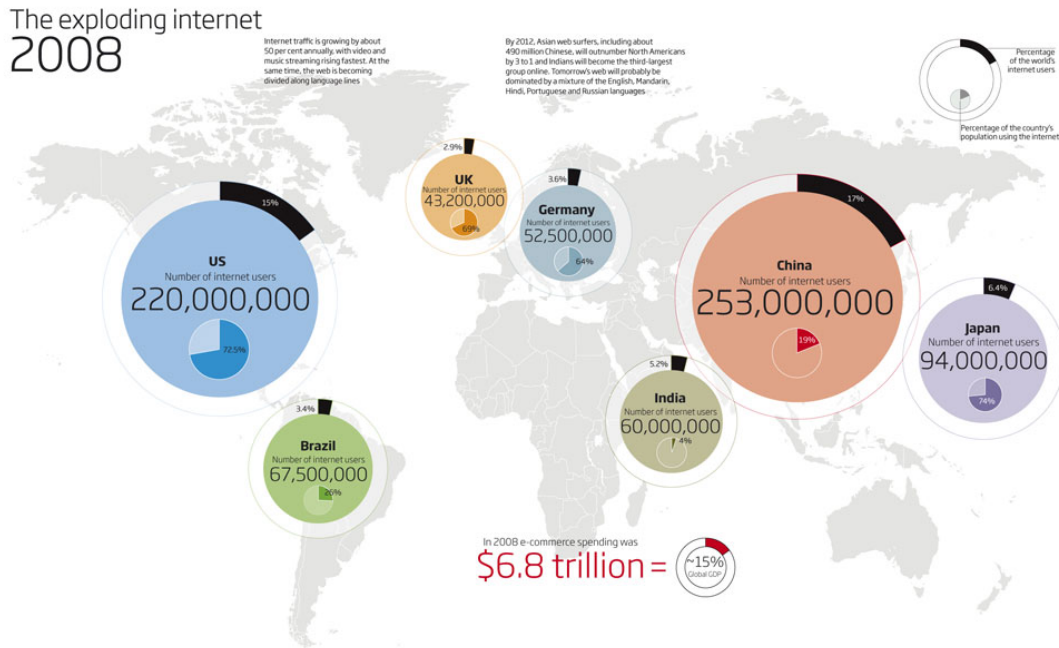 The exploding internet
2008
Internet traffic is growing by about
50 per cent annually, with video and
music streaming rising fastest. At the
same time, the web is becoming
divided along language lines
By 2012, Asian web surfers, including about
490 million Chinese, will outnumber North Americans
by 3 to 1 and Indians will become the third-largest
group online. Tomorrow's web will probably be
dominated by a mixture of the English, Mandarin,
Hindi, Portuguese and Russian languages
Percentage
of the world's
internet users
Percentage of the country's
population using the internet
15%
US
Number of internet users
220,000,000
72.5%
2.9%
UK
Number of internet users
43,200,000
69%
3.6%
Germany
Number of internet users
52,500,000
64%
17%
China
Number of internet users
253,000,000
19%
6.4%
Japan
Number of internet users
94,000,000
74%
5.2%
India
Number of internet users
60,000,000
4%
3.4%
Brazil
Number of internet users
67,500,000
26%
In 2008 e-commerce spending was
$6.8 trillion =
~15%
Global GDP